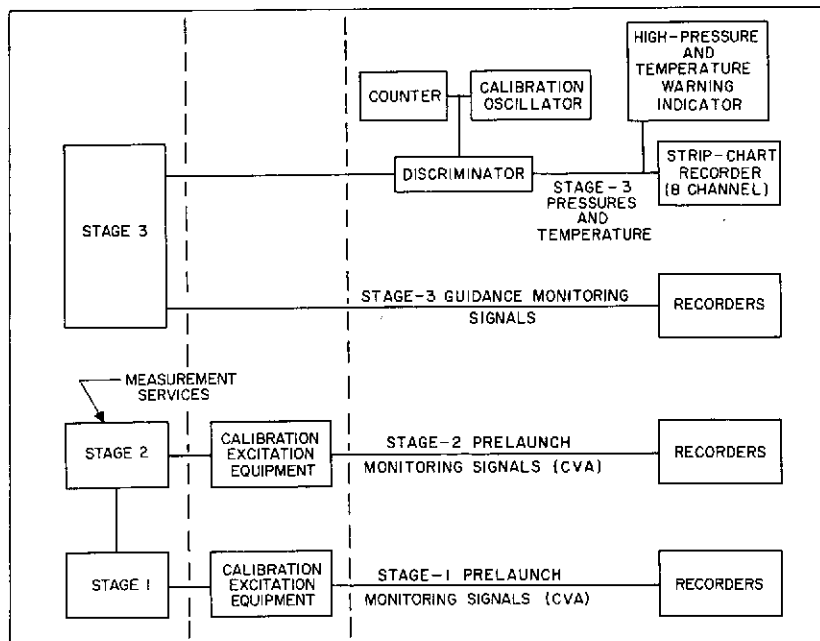 HIGH-PRESSURE
AND
TEMPERATURE
WARNING
INDICATOR
COUNTER
CALIBRATION
OSCILLATOR
DISCRIMINATOR
STRIP-CHART
RECORDER
(8 CHANNEL)
STAGE-3
PRESSURES
AND
TEMPERATURE
STAGE 3
STAGE-3 GUIDANCE MONITORING
SIGNALS
RECORDERS
MEASUREMENT
SERVICES
STAGE 2
CALIBRATION
EXCITATION
EQUIPMENT
STAGE-2 PRELAUNCH
MONITORING SIGNALS (CVA)
RECORDERS
STAGE 1
CALIBRATION
EXCITATION
EQUIPMENT
STAGE-1 PRELAUNCH
MONITORING SIGNALS (CVA)
RECORDERS